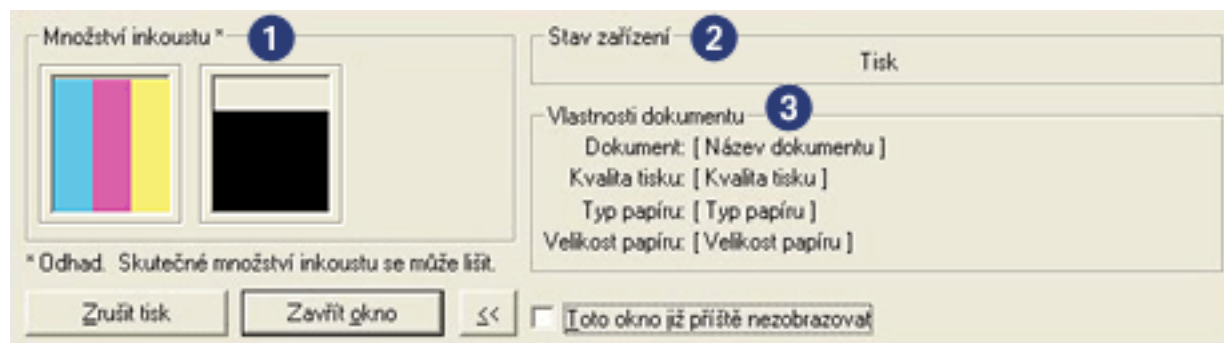 Množství inkoustu *
1
* Odhad. Skutečné množství inkoustu se může lišit.
Zrušit tisk
Zavřít okno
<<
Stav zařízení
2
Tisk
Vlastnosti dokumentu
3
Dokument: [ Název dokumentu ]
Kvalita tisku: [ Kvalita tisku ]
Typ papíru: [ Typ papíru ]
Velikost papíru: [ Velikost papíru ]
Toto okno již příště nezobrazovat